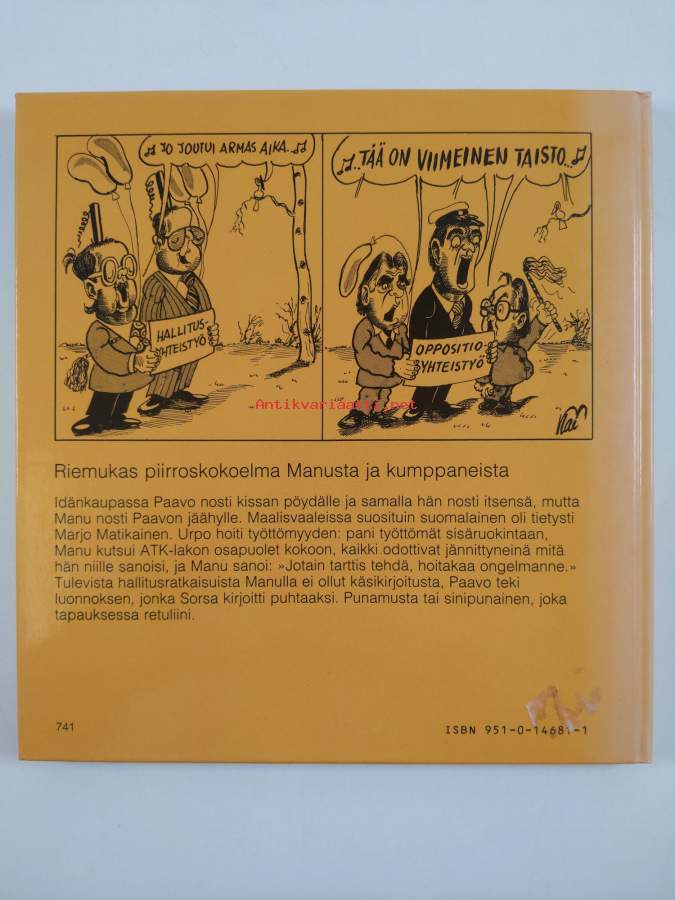 ♫ JO JOUTUI ARMAS AIKA... ♫
♫..TÄÄ ON VIIMEINEN TAISTO..♫
HALLITUS-
YHTEISTYÖ
OPPOSITIO-
YHTEISTYÖ
Antikvariaatti.net
Kari
Riemukas piirroskokoelma Manusta ja kumppaneista
Idänkaupassa Paavo nosti kissan pöydälle ja samalla hän nosti itsensä, mutta
Manu nosti Paavon jäähylle. Maalisvaaleissa suosituin suomalainen oli tietysti
Marjo Matikainen. Urpo hoiti työttömyyden: pani työttömät sisäruokintaan,
Manu kutsui ATK-lakon osapuolet kokoon, kaikki odottivat jännittyneinä mitä
hän niille sanoisi, ja Manu sanoi: »Jotain tarttis tehdä, hoitakaa ongelmanne.»
Tulevista hallitusratkaisuista Manulla ei ollut käsikirjoitusta, Paavo teki
luonnoksen, jonka Sorsa kirjoitti puhtaaksi. Punamusta tai sinipunainen, joka
tapauksessa retuliini.
741
ISBN 951-0-14681-1